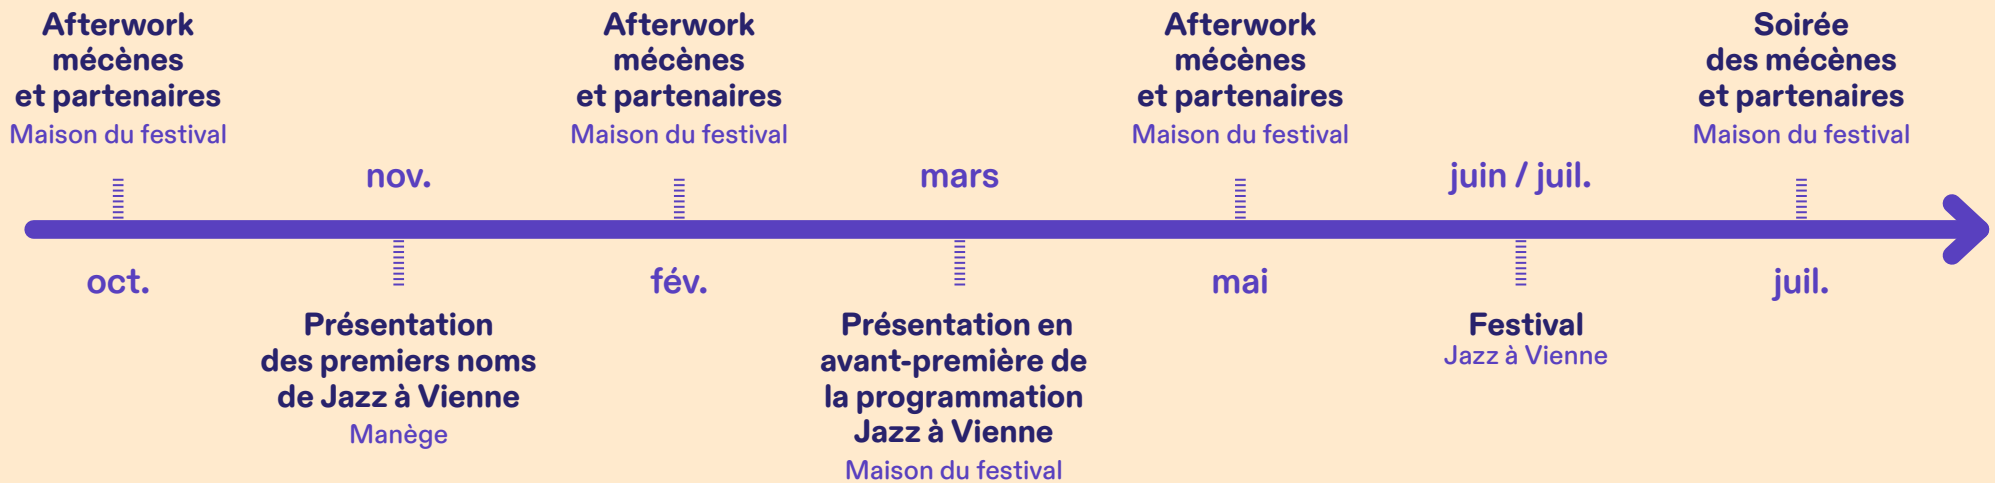 Afterwork
mécènes
et partenaires
Maison du festival
oct.
nov.
Présentation
des premiers noms
de Jazz à Vienne
Manège
Afterwork
mécènes
et partenaires
Maison du festival
fév.
mars
Présentation en
avant-première de
la programmation
Jazz à Vienne
Maison du festival
Afterwork
mécènes
et partenaires
Maison du festival
mai
juin / juil.
Festival
Jazz à Vienne
Soirée
des mécènes
et partenaires
Maison du festival
juil.